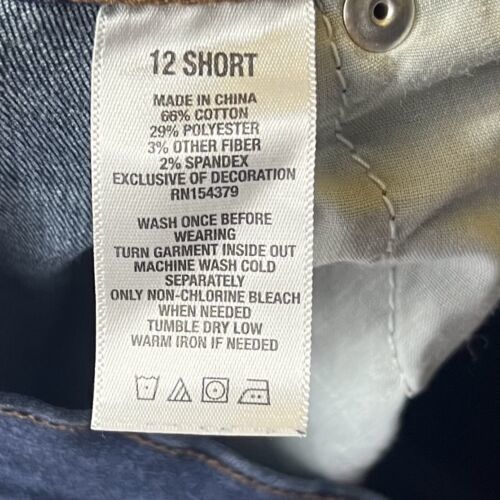 12 SHORT
MADE IN CHINA
66% COTTON
29% POLYESTER
3% OTHER FIBER
2% SPANDEX
EXCLUSIVE OF DECORATION
RN154379
WASH ONCE BEFORE
WEARING
TURN GARMENT INSIDE OUT
MACHINE WASH COLD
SEPARATELY
ONLY NON-CHLORINE BLEACH
WHEN NEEDED
TUMBLE DRY LOW
WARM IRON IF NEEDED